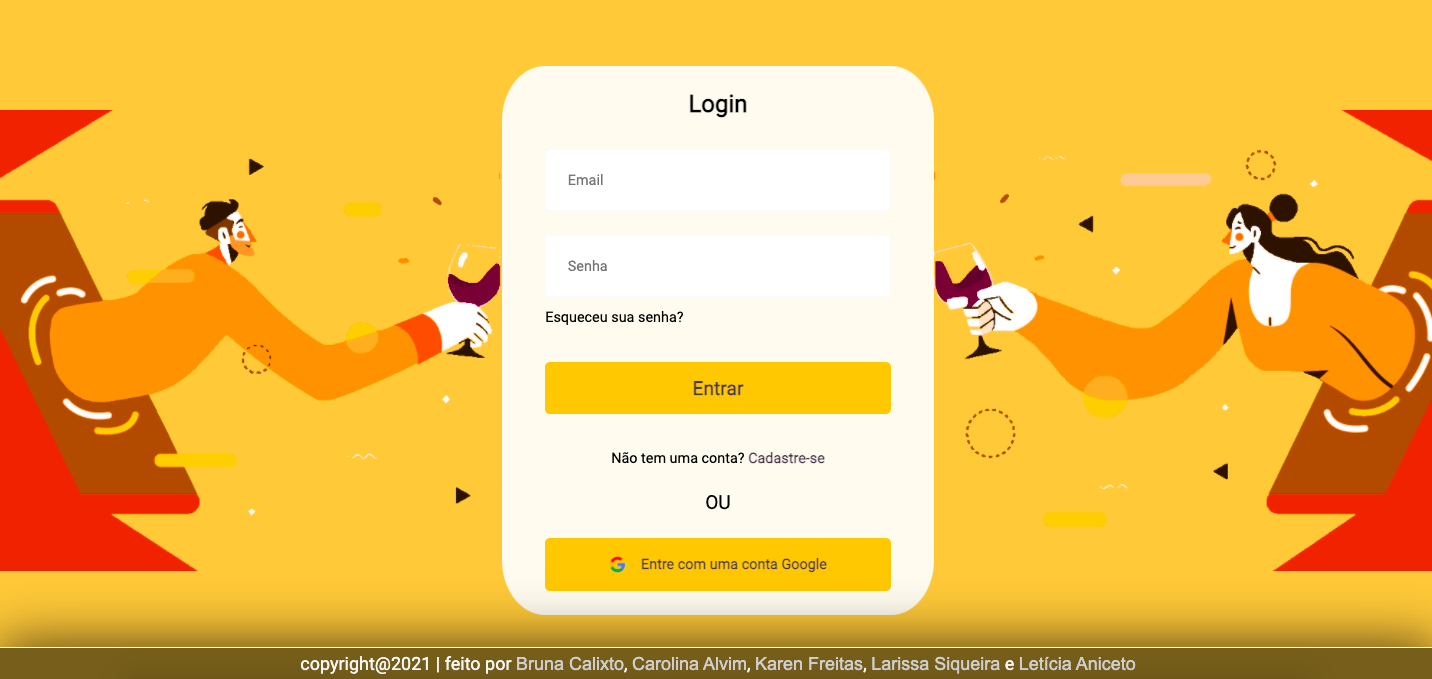 Login
Email
Senha
Esqueceu sua senha?
Entrar
Não tem uma conta? Cadastre-se
OU
Entre com uma conta Google
copyright@2021 | feito por Bruna Calixto, Carolina Alvim, Karen Freitas, Larissa Siqueira e Letícia Aniceto